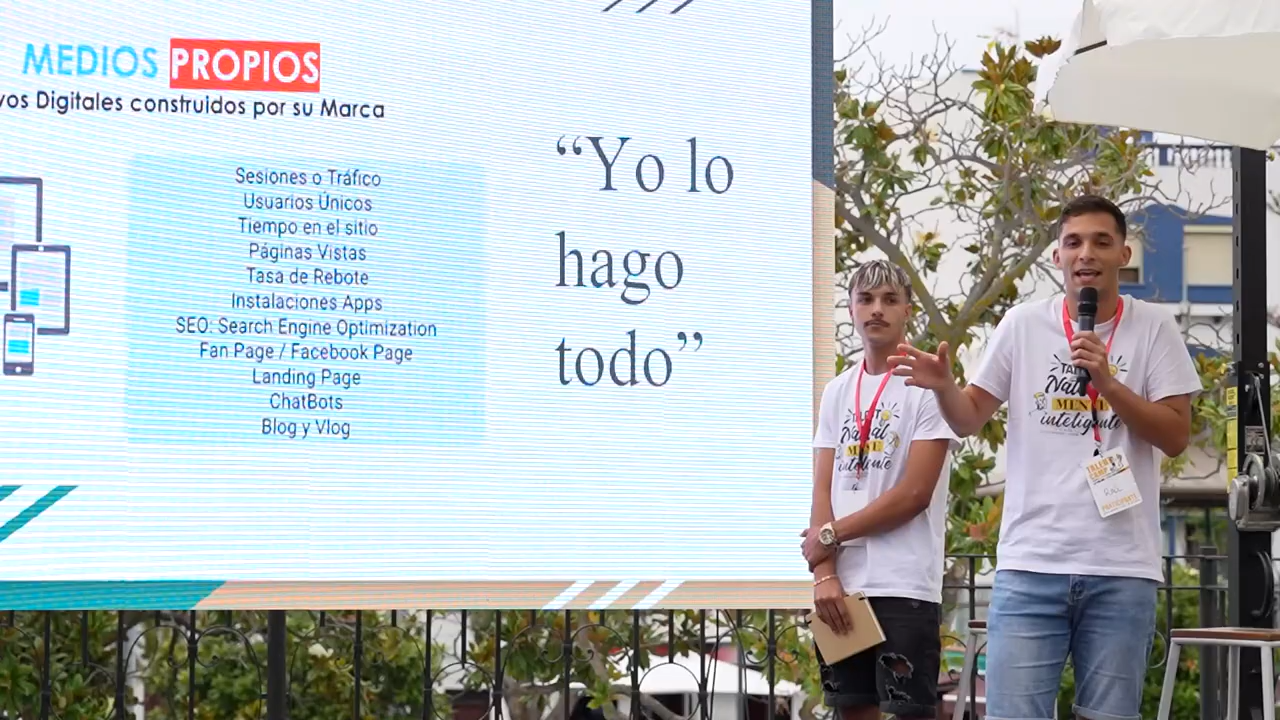 MEDIOS PROPIOS
vos Digitales construidos por su Marca
Sesiones o Tráfico
Usuarios Únicos
Tiempo en el sitio
Páginas Vistas
Tasa de Rebote
Instalaciones Apps
SEO: Search Engine Optimization
Fan Page / Facebook Page
Landing Page
ChatBots
Blog y Vlog
“Yo lo
hago
todo”
inteligente